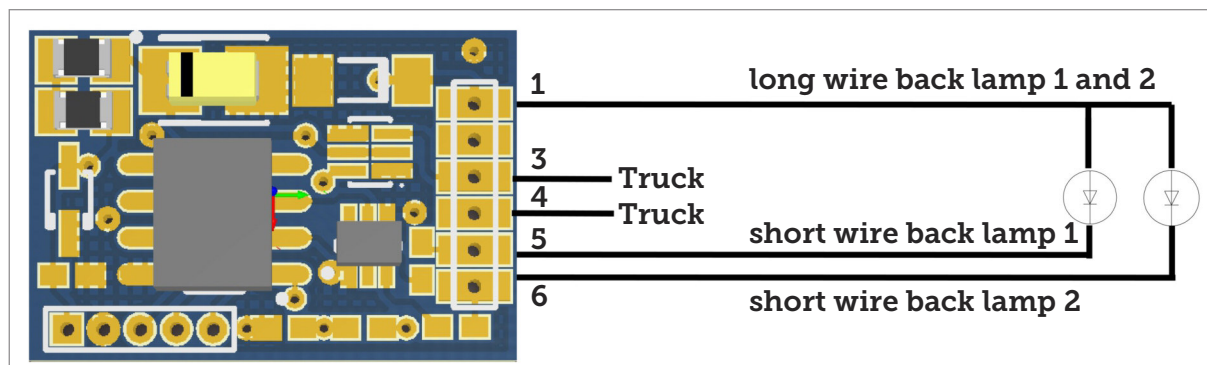 1
long wire back lamp 1 and 2
3
Truck
4
Truck
5
short wire back lamp 1
6
short wire back lamp 2